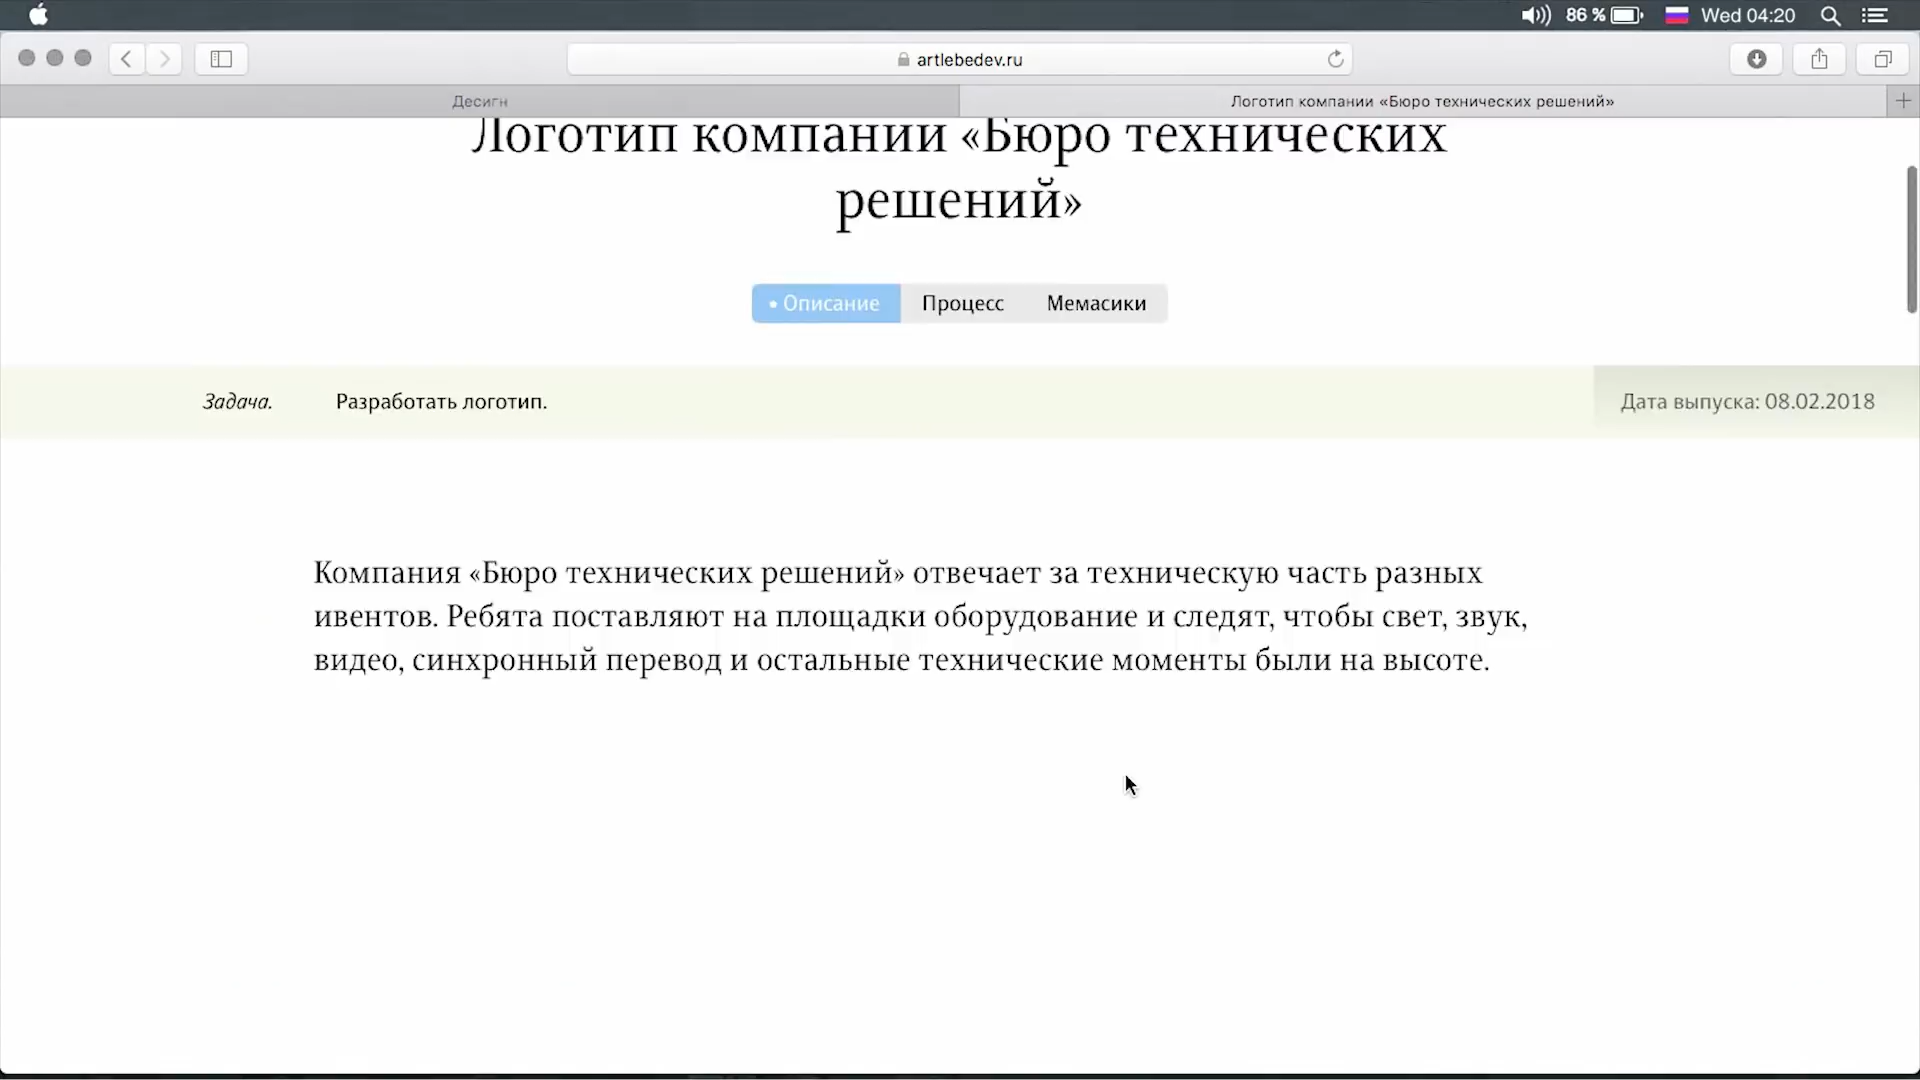 86 %
Wed 04:20
artlebedev.ru
Десигн
Логотип компании «Бюро технических решений»
Логотип компании «Бюро технических
решений»
• Описание
Процесс
Мемасики
Задача.
Разработать логотип.
Дата выпуска: 08.02.2018
Компания «Бюро технических решений» отвечает за техническую часть разных
ивентов. Ребята поставляют на площадки оборудование и следят, чтобы свет, звук,
видео, синхронный перевод и остальные технические моменты были на высоте.